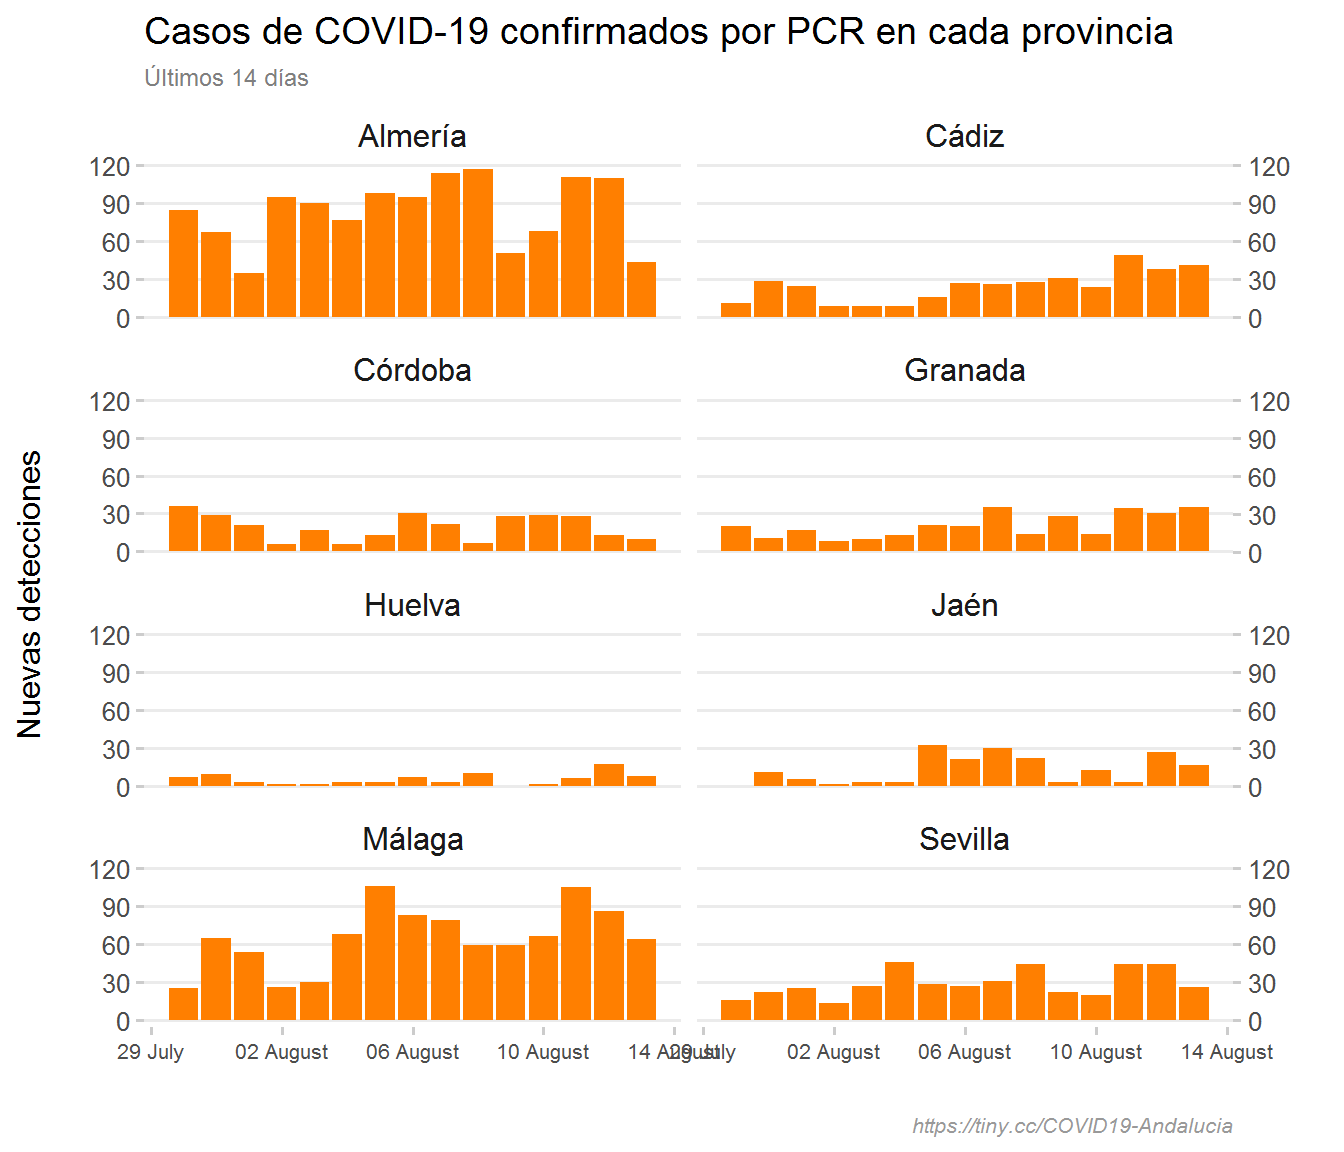 Casos de COVID-19 confirmados por PCR en cada provincia
Últimos 14 días
Almería
Cádiz
120
90
60
30
0
120
90
60
30
0
Córdoba
Granada
120
90
60
30
0
120
90
60
30
0
Huelva
Jaén
120
90
60
30
0
120
90
60
30
0
Málaga
Sevilla
120
90
60
30
0
120
90
60
30
0
Nuevas detecciones
29 July
02 August
06 August
10 August
14 August
29 July
02 August
06 August
10 August
14 August
https://tiny.cc/COVID19-Andalucia